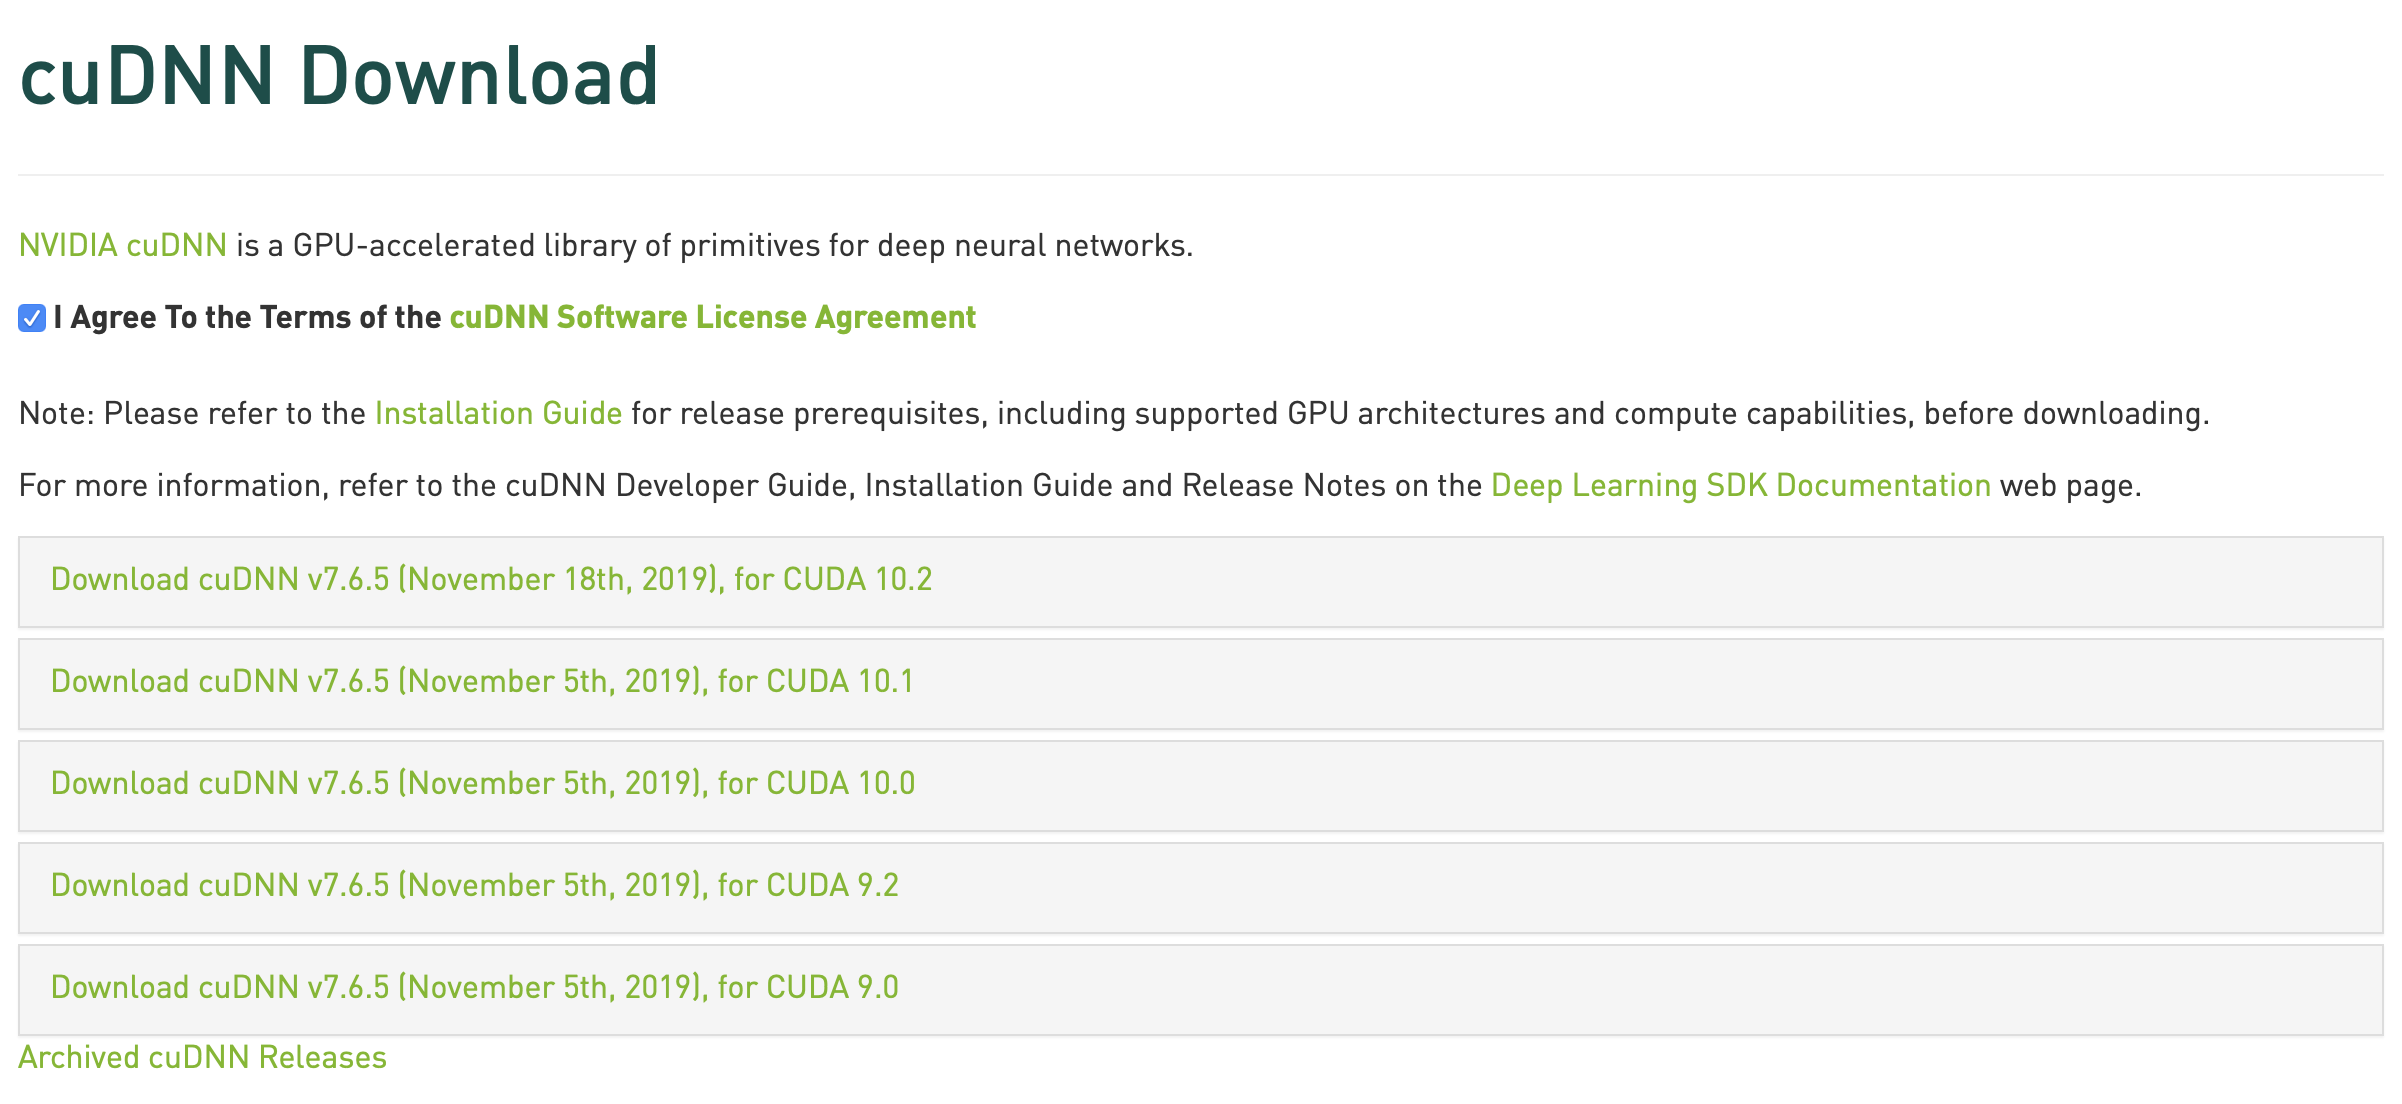 cuDNN Download
NVIDIA cuDNN is a GPU-accelerated library of primitives for deep neural networks.
I Agree To the Terms of the cuDNN Software License Agreement
Note: Please refer to the Installation Guide for release prerequisites, including supported GPU architectures and compute capabilities, before downloading.
For more information, refer to the cuDNN Developer Guide, Installation Guide and Release Notes on the Deep Learning SDK Documentation web page.
Download cuDNN v7.6.5 (November 18th, 2019), for CUDA 10.2
Download cuDNN v7.6.5 (November 5th, 2019), for CUDA 10.1
Download cuDNN v7.6.5 (November 5th, 2019), for CUDA 10.0
Download cuDNN v7.6.5 (November 5th, 2019), for CUDA 9.2
Download cuDNN v7.6.5 (November 5th, 2019), for CUDA 9.0
Archived cuDNN Releases